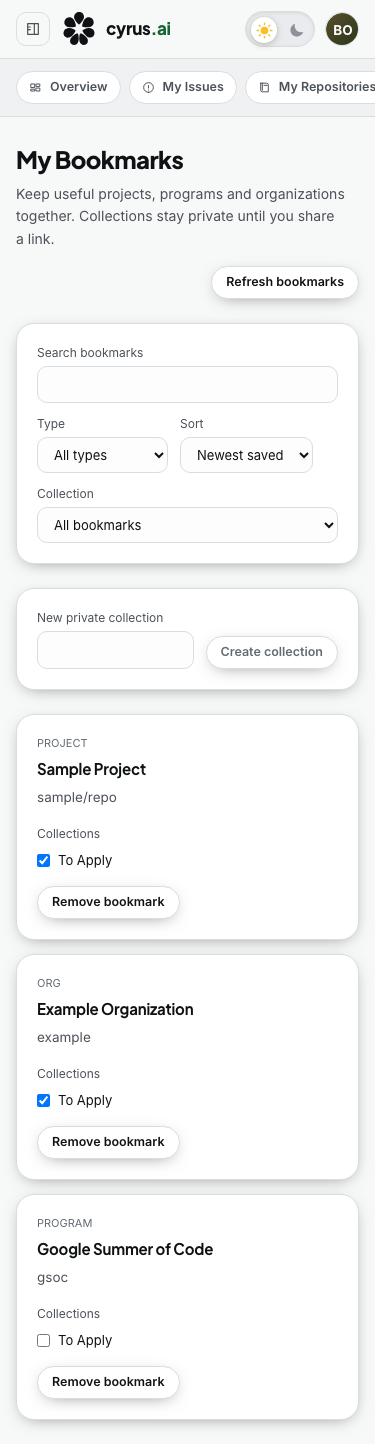 cyrus.ai
BO
Overview
My Issues
My Repositories
My Bookmarks
Keep useful projects, programs and organizations
together. Collections stay private until you share
a link.
Refresh bookmarks
Search bookmarks
Type
Sort
All types
Newest saved
Collection
All bookmarks
New private collection
Create collection
PROJECT
Sample Project
sample/repo
Collections
To Apply
Remove bookmark
ORG
Example Organization
example
Collections
To Apply
Remove bookmark
PROGRAM
Google Summer of Code
gsoc
Collections
To Apply
Remove bookmark